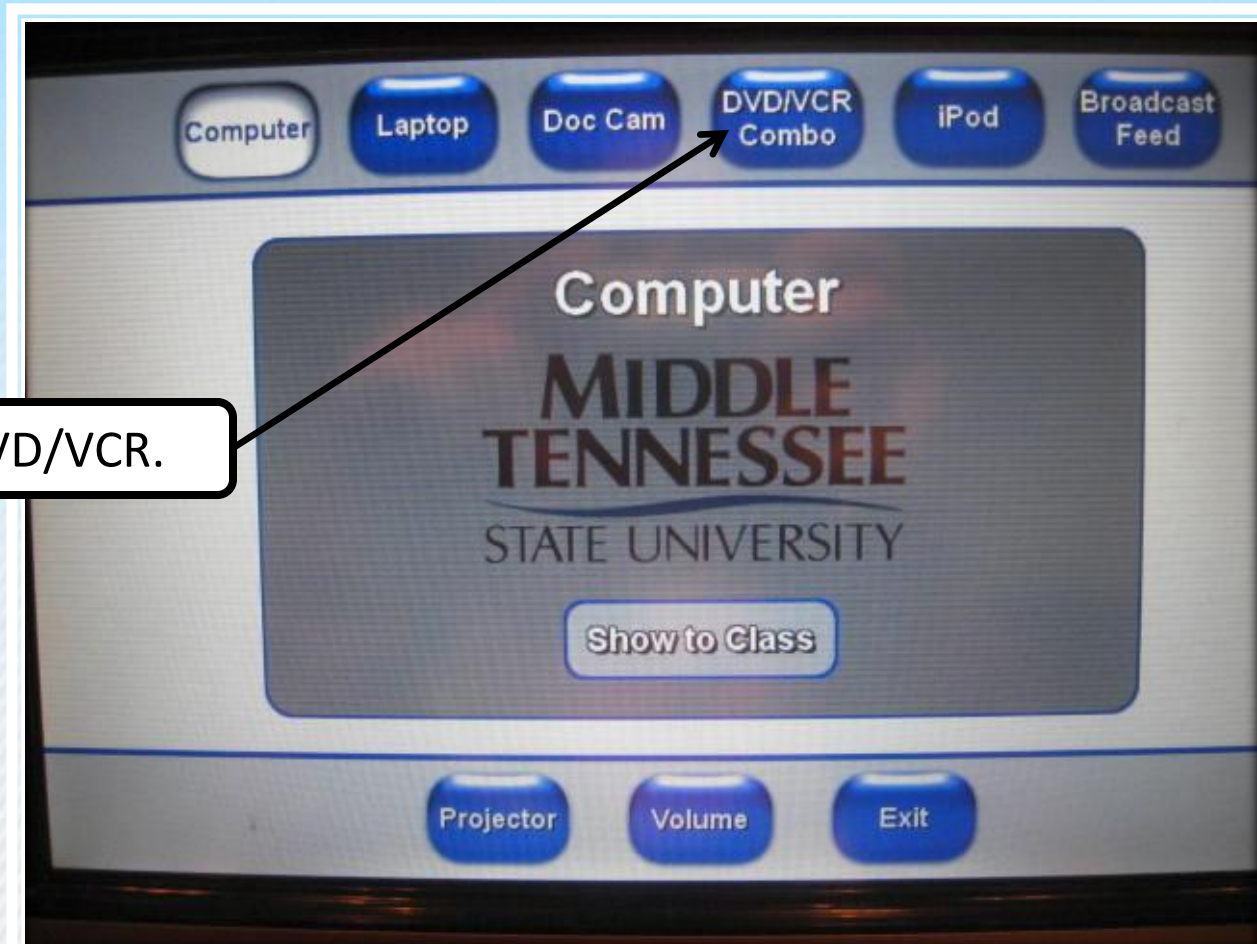 Computer
Laptop
Doc Cam
DVD/VCR
Combo
iPod
Broadcast
Feed
Computer
MIDDLE
TENNESSEE
STATE UNIVERSITY
VD/VCR.
Show to Class
Projector
Volume
Exit